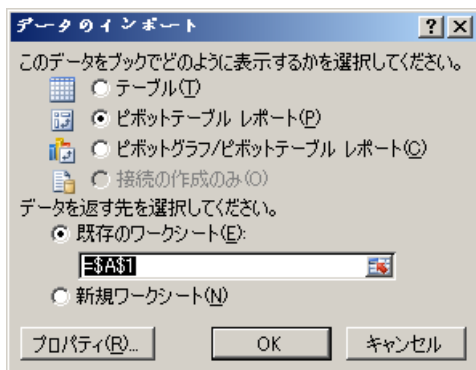 データのインポート
このデータをブックでどのように表示するかを選択してください。
テーブル(T)
ピボットテーブル レポート(P)
ピボットグラフ/ピボットテーブル レポート(C)
接続の作成のみ(O)
データを返す先を選択してください。
既存のワークシート(E):
=$A$1
新規ワークシート(N)
プロパティ(R)... OK キャンセル